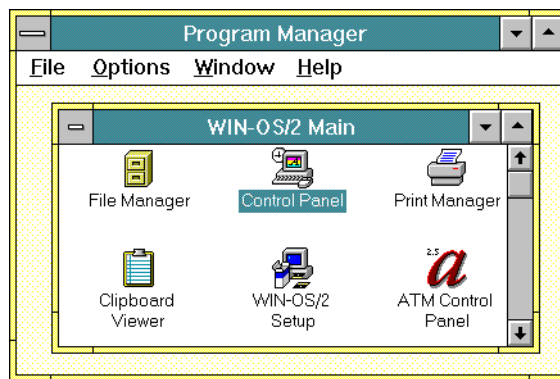 Program Manager
File Options Window Help
WIN-OS/2 Main
File Manager Control Panel Print Manager
Clipboard Viewer
WIN-OS/2 Setup
2.5 a
ATM Control Panel